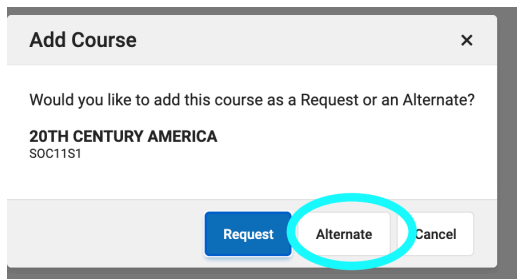 Add Course ×
Would you like to add this course as a Request or an Alternate?
20TH CENTURY AMERICA
SOC11S1
Request Alternate Cancel